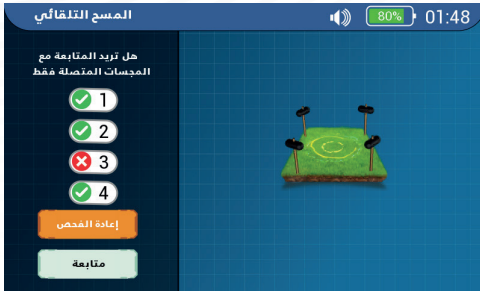 المسح التلقائي
80%
01:48
هل تريد المتابعة مع
المجسات المتصلة فقط
1
2
3
4
إعادة الفحص
متابعة